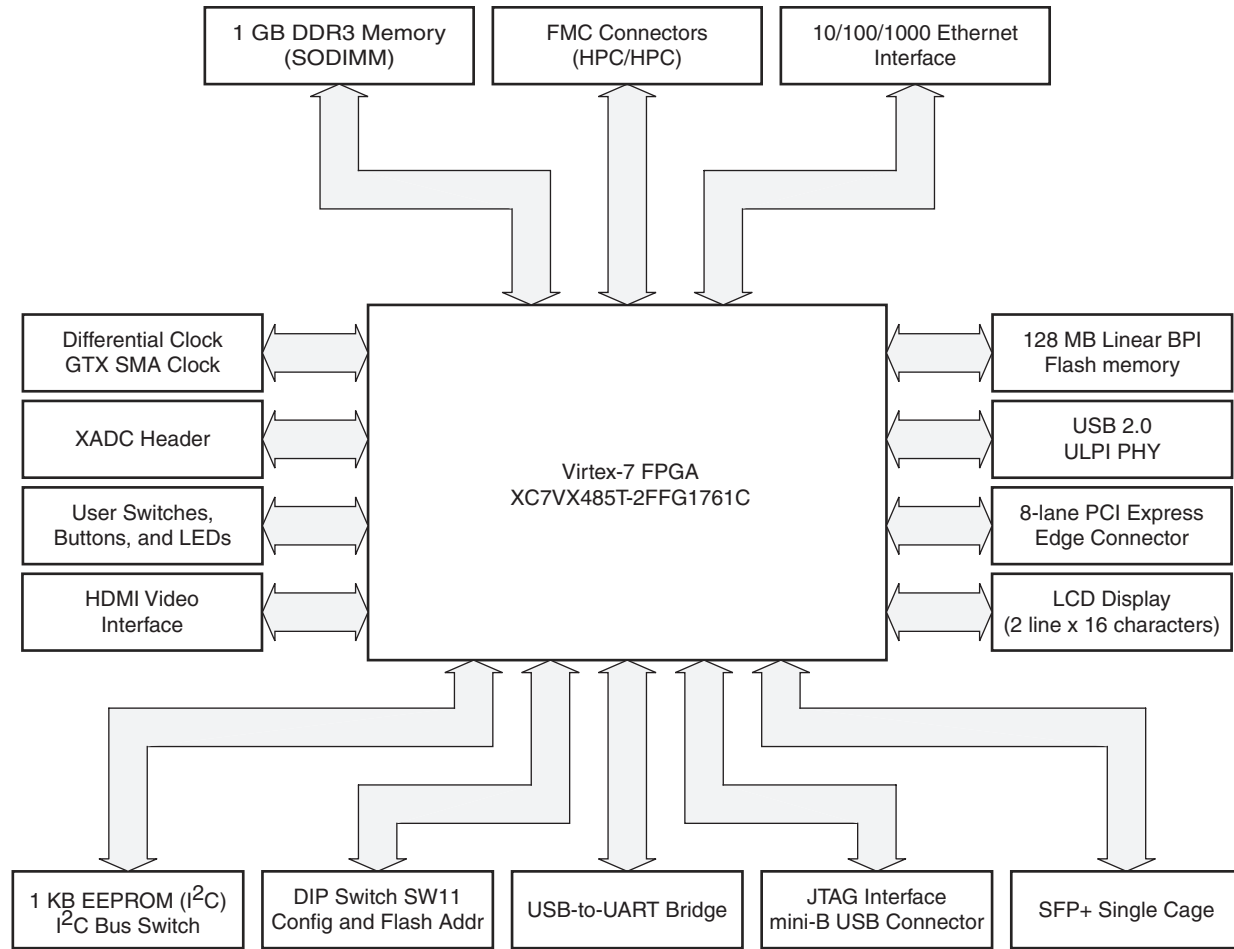 1 GB DDR3 Memory
(SODIMM)
FMC Connectors
(HPC/HPC)
10/100/1000 Ethernet
Interface
Differential Clock
GTX SMA Clock
XADC Header
User Switches,
Buttons, and LEDs
HDMI Video
Interface
Virtex-7 FPGA
XC7VX485T-2FFG1761C
128 MB Linear BPI
Flash memory
USB 2.0
ULPI PHY
8-lane PCI Express
Edge Connector
LCD Display
(2 line x 16 characters)
1 KB EEPROM (I²C)
I²C Bus Switch
DIP Switch SW11
Config and Flash Addr
USB-to-UART Bridge
JTAG Interface
mini-B USB Connector
SFP+ Single Cage